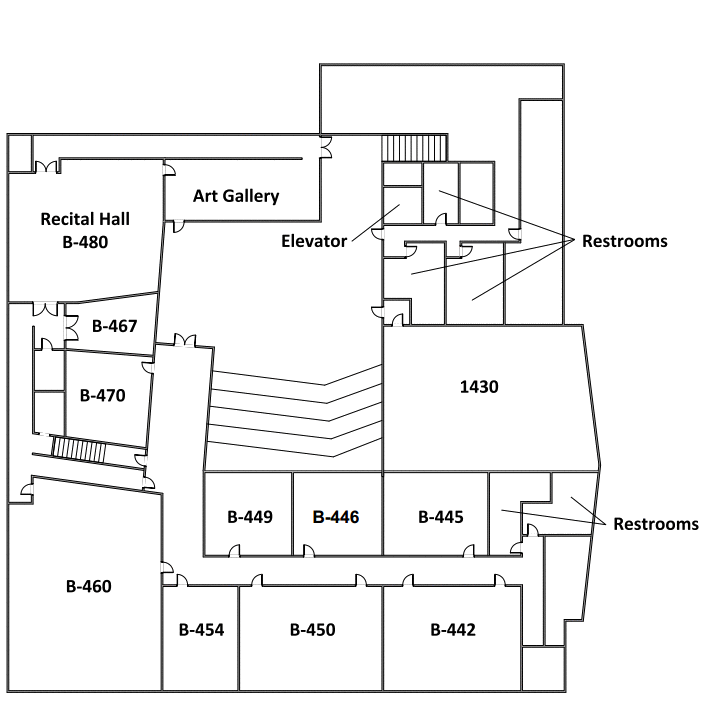 Art Gallery
Recital Hall
B-480
Elevator
Restrooms
B-467
B-470
1430
B-449
B-446
B-445
Restrooms
B-460
B-454
B-450
B-442